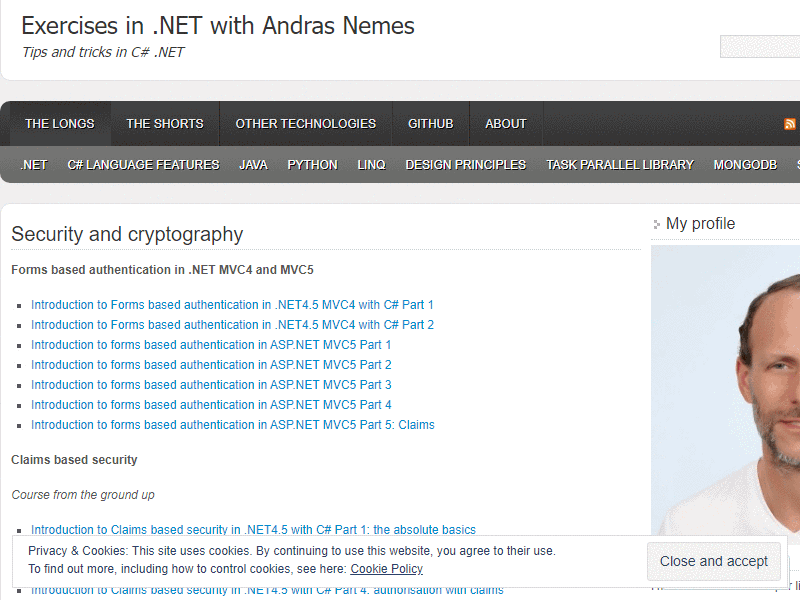 Exercises in .NET with Andras Nemes
Tips and tricks in C# .NET
THE LONGS THE SHORTS OTHER TECHNOLOGIES GITHUB ABOUT
.NET C# LANGUAGE FEATURES JAVA PYTHON LINQ DESIGN PRINCIPLES TASK PARALLEL LIBRARY MONGODB
Security and cryptography
Forms based authentication in .NET MVC4 and MVC5
Introduction to Forms based authentication in .NET4.5 MVC4 with C# Part 1
Introduction to Forms based authentication in .NET4.5 MVC4 with C# Part 2
Introduction to forms based authentication in ASP.NET MVC5 Part 1
Introduction to forms based authentication in ASP.NET MVC5 Part 2
Introduction to forms based authentication in ASP.NET MVC5 Part 3
Introduction to forms based authentication in ASP.NET MVC5 Part 4
Introduction to forms based authentication in ASP.NET MVC5 Part 5: Claims
Claims based security
Course from the ground up
Introduction to Claims based security in .NET4.5 with C# Part 1: the absolute basics
Introduction to Claims based security in .NET4.5 with C# Part 4: authorisation with claims
My profile
Privacy & Cookies: This site uses cookies. By continuing to use this website, you agree to their use.
To find out more, including how to control cookies, see here: Cookie Policy
Close and accept